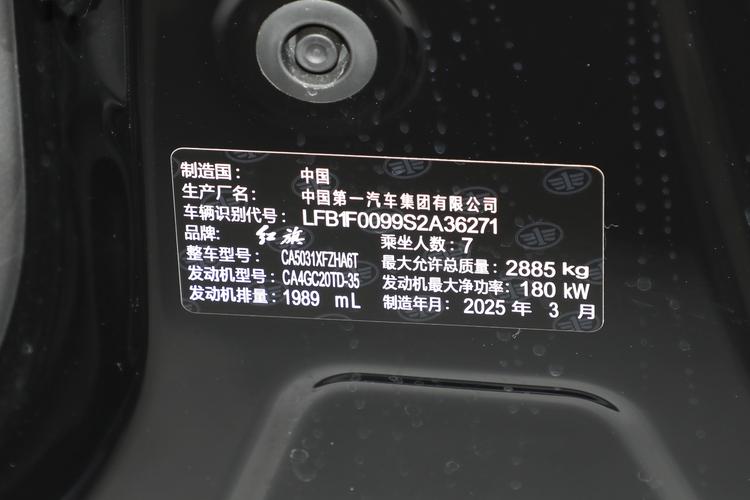 制造国： 中国
生产厂名： 中国第一汽车集团有限公司
车辆识别代号： LFB1F0099S2A36271
品牌： 红旗 乘坐人数：7
整车型号： CA5031XFZHA6T 最大允许总质量：2885 kg
发动机型号：CA4GC20TD-35 发动机最大净功率：180 kW
发动机排量：1989 mL 制造年月：2025 年 3 月